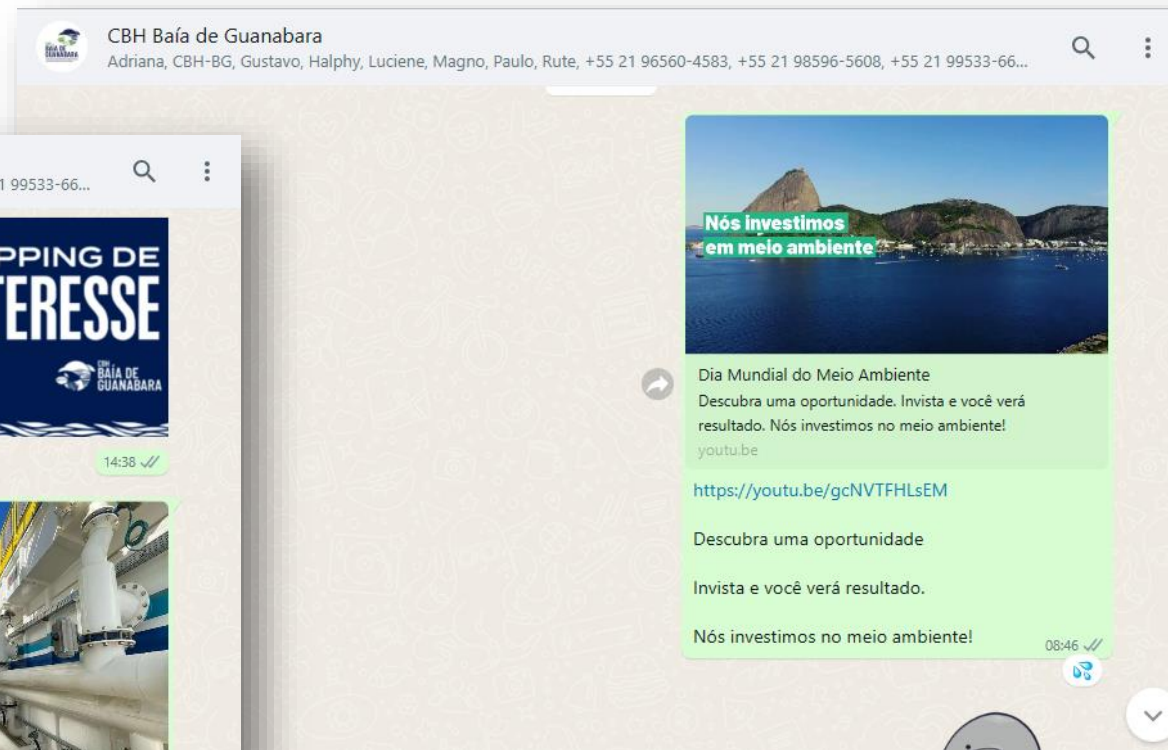 CBH Baía de Guanabara
Adriana, CBH-BG, Gustavo, Halphy, Luciene, Magno, Paulo, Rute, +55 21 96560-4583, +55 21 98596-5608, +55 21 99533-66...
1 99533-66...
PPING DE
TERESSE
CBH
BAÍA DE
GUANABARA
14:38
Nós investimos
em meio ambiente
Dia Mundial do Meio Ambiente
Descubra uma oportunidade. Invista e você verá
resultado. Nós investimos no meio ambiente!
youtu.be
https://youtu.be/gcNVTFHLsEM
Descubra uma oportunidade
Invista e você verá resultado.
Nós investimos no meio ambiente!
08:46